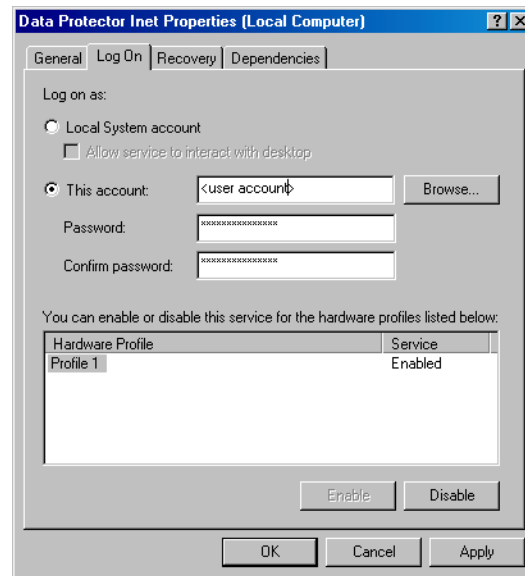 Data Protector Inet Properties (Local Computer)
General Log On Recovery Dependencies
Log on as:
Local System account
Allow service to interact with desktop
This account: <user account> Browse...
Password: ***************
Confirm password: ***************
You can enable or disable this service for the hardware profiles listed below:
Hardware Profile Service
Profile 1 Enabled
Enable Disable
OK Cancel Apply